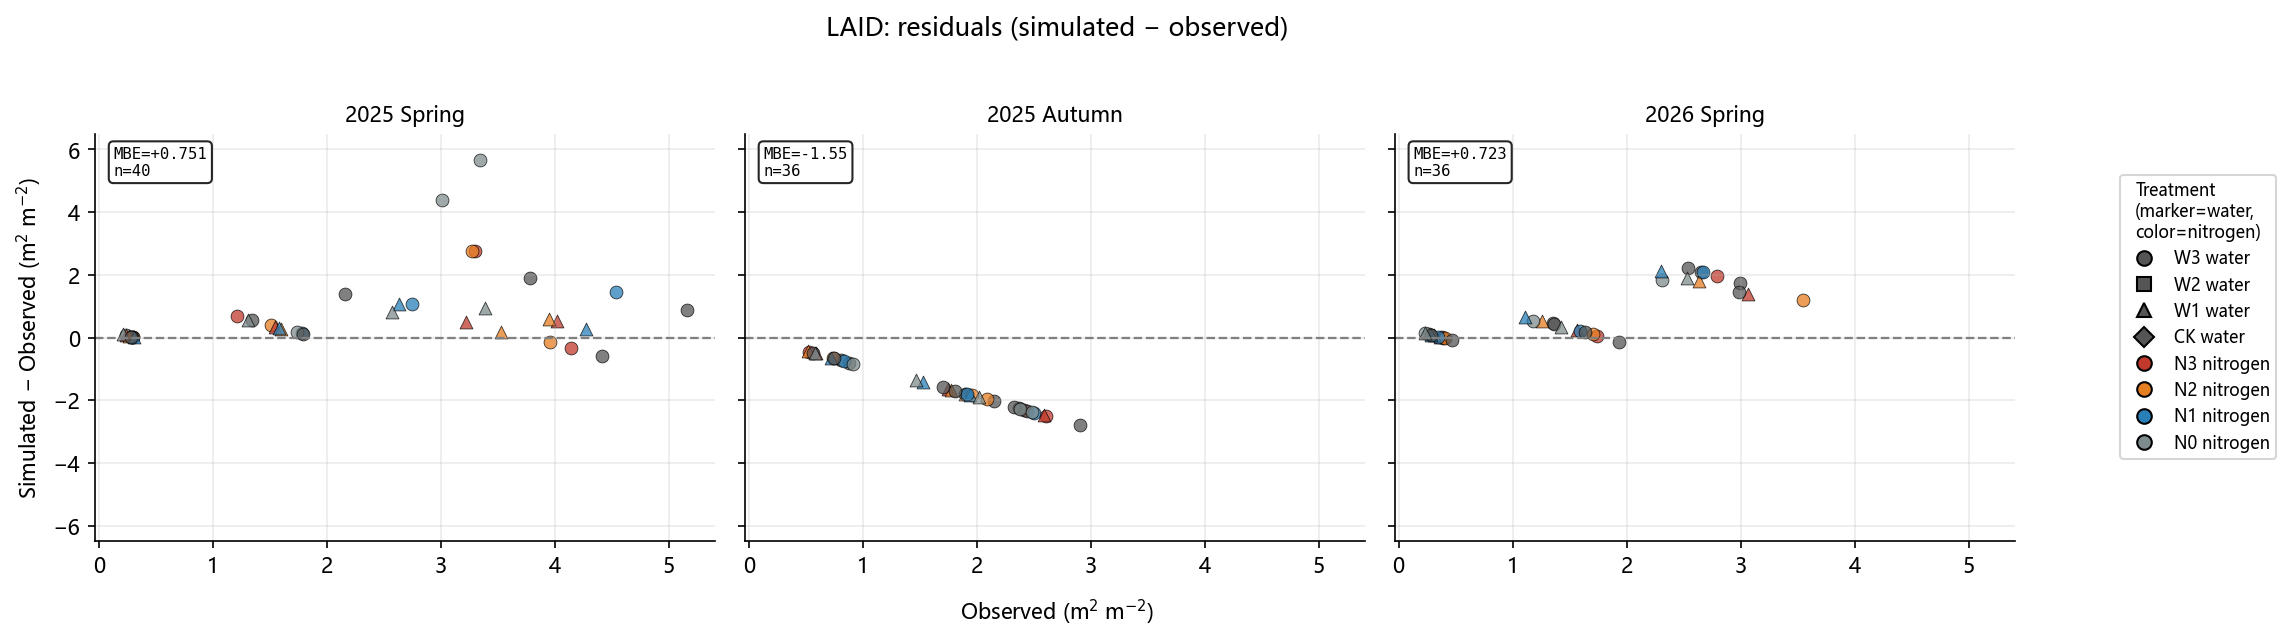 LAID: residuals (simulated − observed)
2025 Spring
2025 Autumn
2026 Spring
MBE=+0.751
n=40
MBE=-1.55
n=36
MBE=+0.723
n=36
Simulated − Observed (m² m⁻²)
6
4
2
0
−2
−4
−6
0 1 2 3 4 5
0 1 2 3 4 5
0 1 2 3 4 5
Observed (m² m⁻²)
Treatment
(marker=water,
color=nitrogen)
W3 water
W2 water
W1 water
CK water
N3 nitrogen
N2 nitrogen
N1 nitrogen
N0 nitrogen